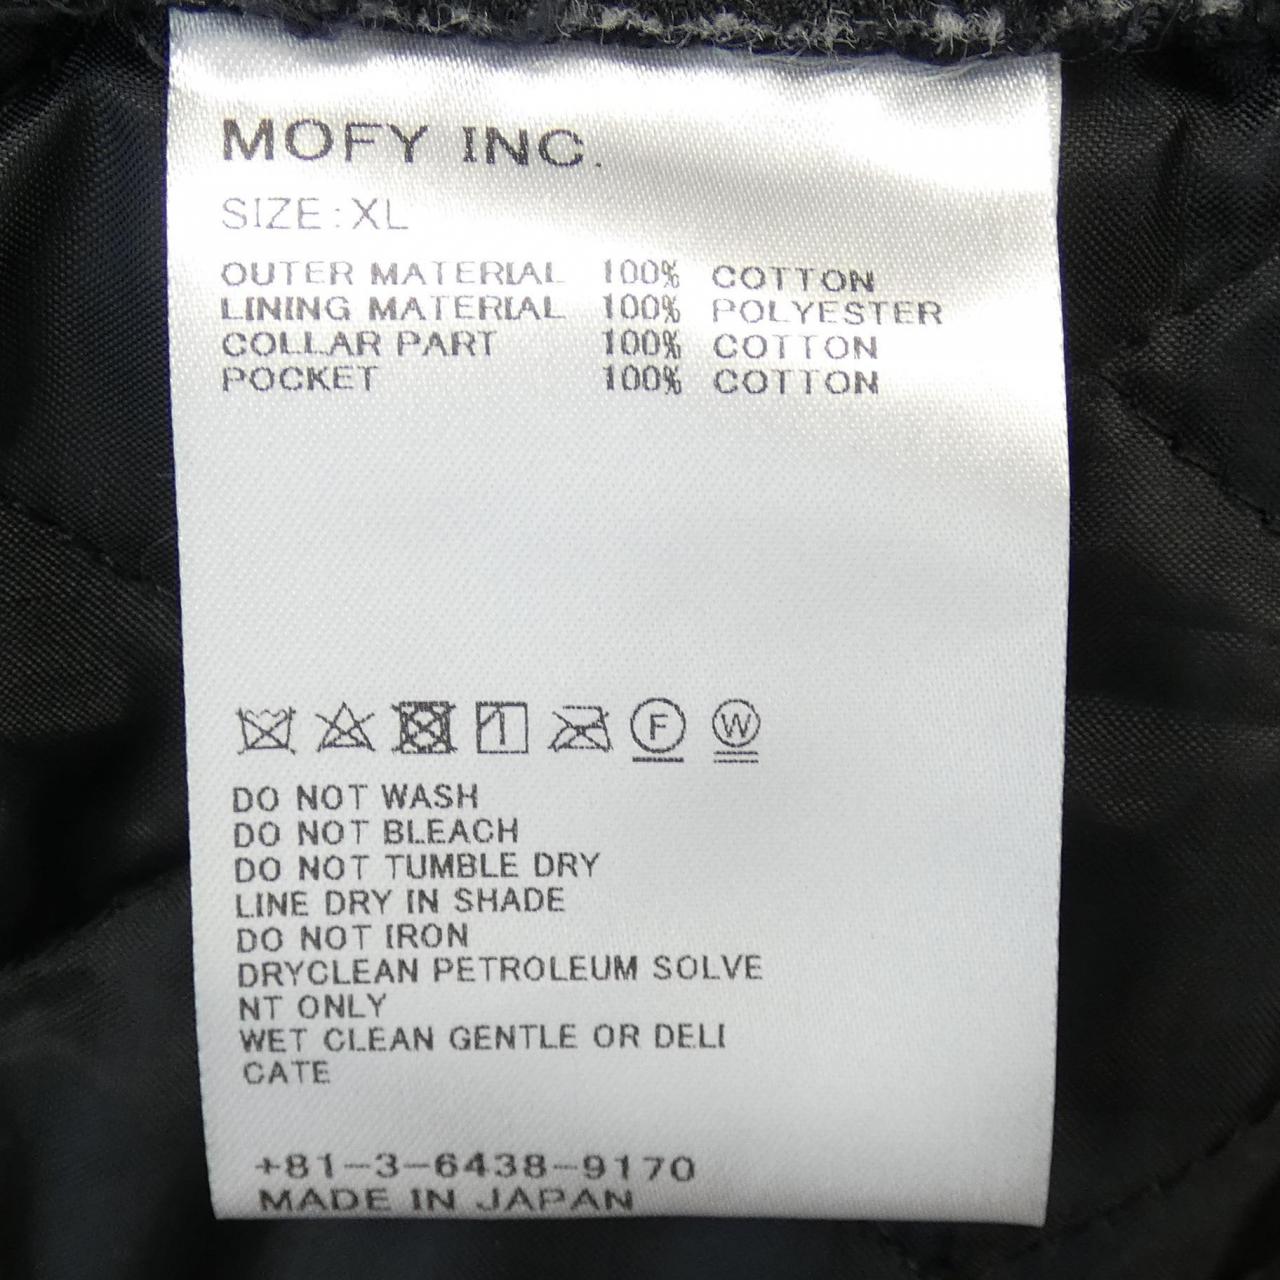 MOFY INC.
SIZE:XL
OUTER MATERIAL 100% COTTON
LINING MATERIAL 100% POLYESTER
COLLAR PART 100% COTTON
POCKET 100% COTTON
F W
DO NOT WASH
DO NOT BLEACH
DO NOT TUMBLE DRY
LINE DRY IN SHADE
DO NOT IRON
DRYCLEAN PETROLEUM SOLVE
NT ONLY
WET CLEAN GENTLE OR DELI
CATE
+81-3-6438-9170
MADE IN JAPAN